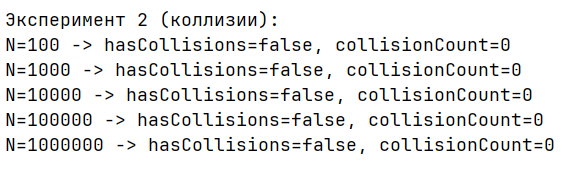 Эксперимент 2 (коллизии):
N=100 -> hasCollisions=false, collisionCount=0
N=1000 -> hasCollisions=false, collisionCount=0
N=10000 -> hasCollisions=false, collisionCount=0
N=100000 -> hasCollisions=false, collisionCount=0
N=1000000 -> hasCollisions=false, collisionCount=0